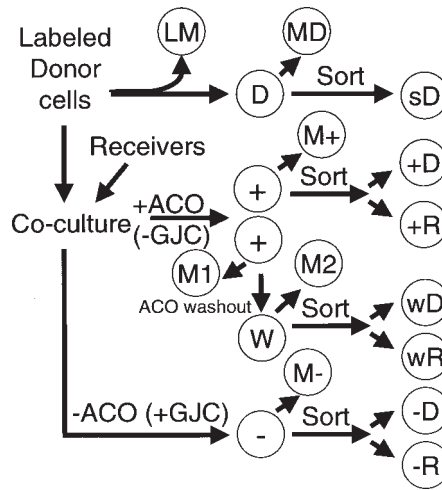 Labeled
Donor
cells
LM
MD
D
Sort
sD
Receivers
Co-culture
+ACO
(-GJC)
M+
+
Sort
+D
+R
+
M1
M2
ACO washout
W
Sort
wD
wR
-ACO (+GJC)
M-
-
Sort
-D
-R